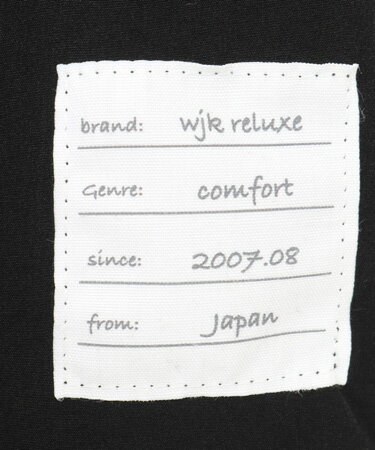 brand: wjk reluxe
Genre: comfort
since: 2007.08
from: Japan